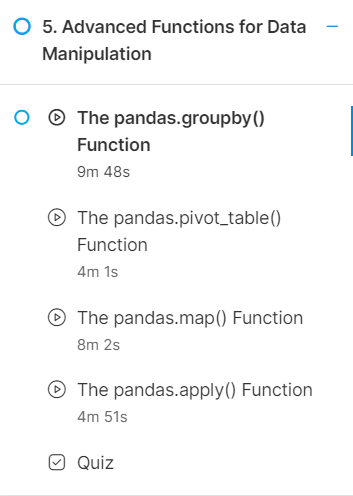 5. Advanced Functions for Data
Manipulation
The pandas.groupby()
Function
9m 48s
The pandas.pivot_table()
Function
4m 1s
The pandas.map() Function
8m 2s
The pandas.apply() Function
4m 51s
Quiz